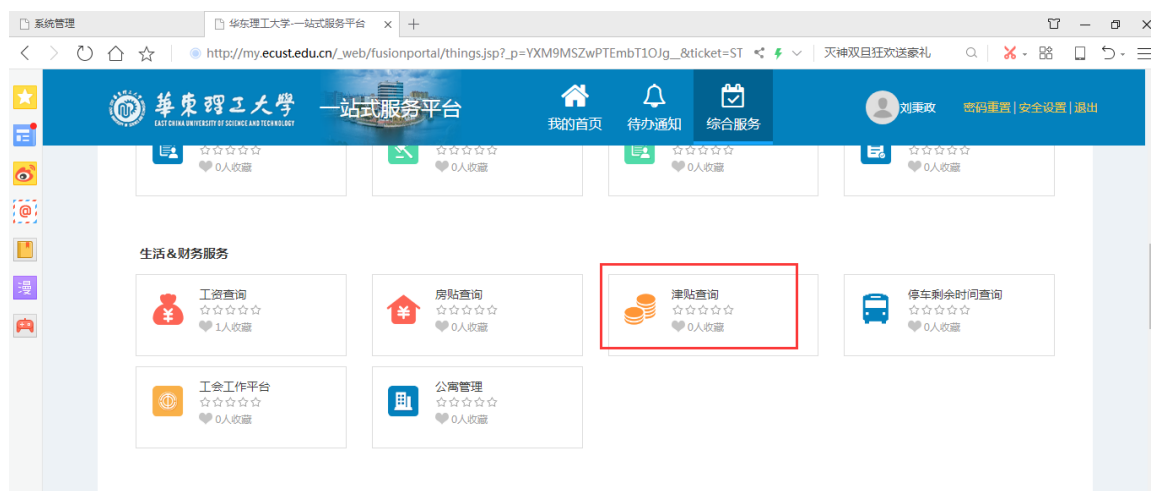 系统管理
华东理工大学-一站式服务平台
http://my.ecust.edu.cn/_web/fusionportal/things.jsp?_p=YXM9MSZwPTEmbT1OJg__&ticket=ST
灭神双旦狂欢送豪礼
華東理工大學
EAST CHINA UNIVERSITY OF SCIENCE AND TECHNOLOGY
一站式服务平台
我的首页
待办通知
综合服务
刘秉政
密码重置|安全设置|退出
0人收藏
0人收藏
0人收藏
0人收藏
生活&财务服务
工资查询
1人收藏
房贴查询
0人收藏
津贴查询
0人收藏
停车剩余时间查询
0人收藏
工会工作平台
0人收藏
公寓管理
0人收藏
漫